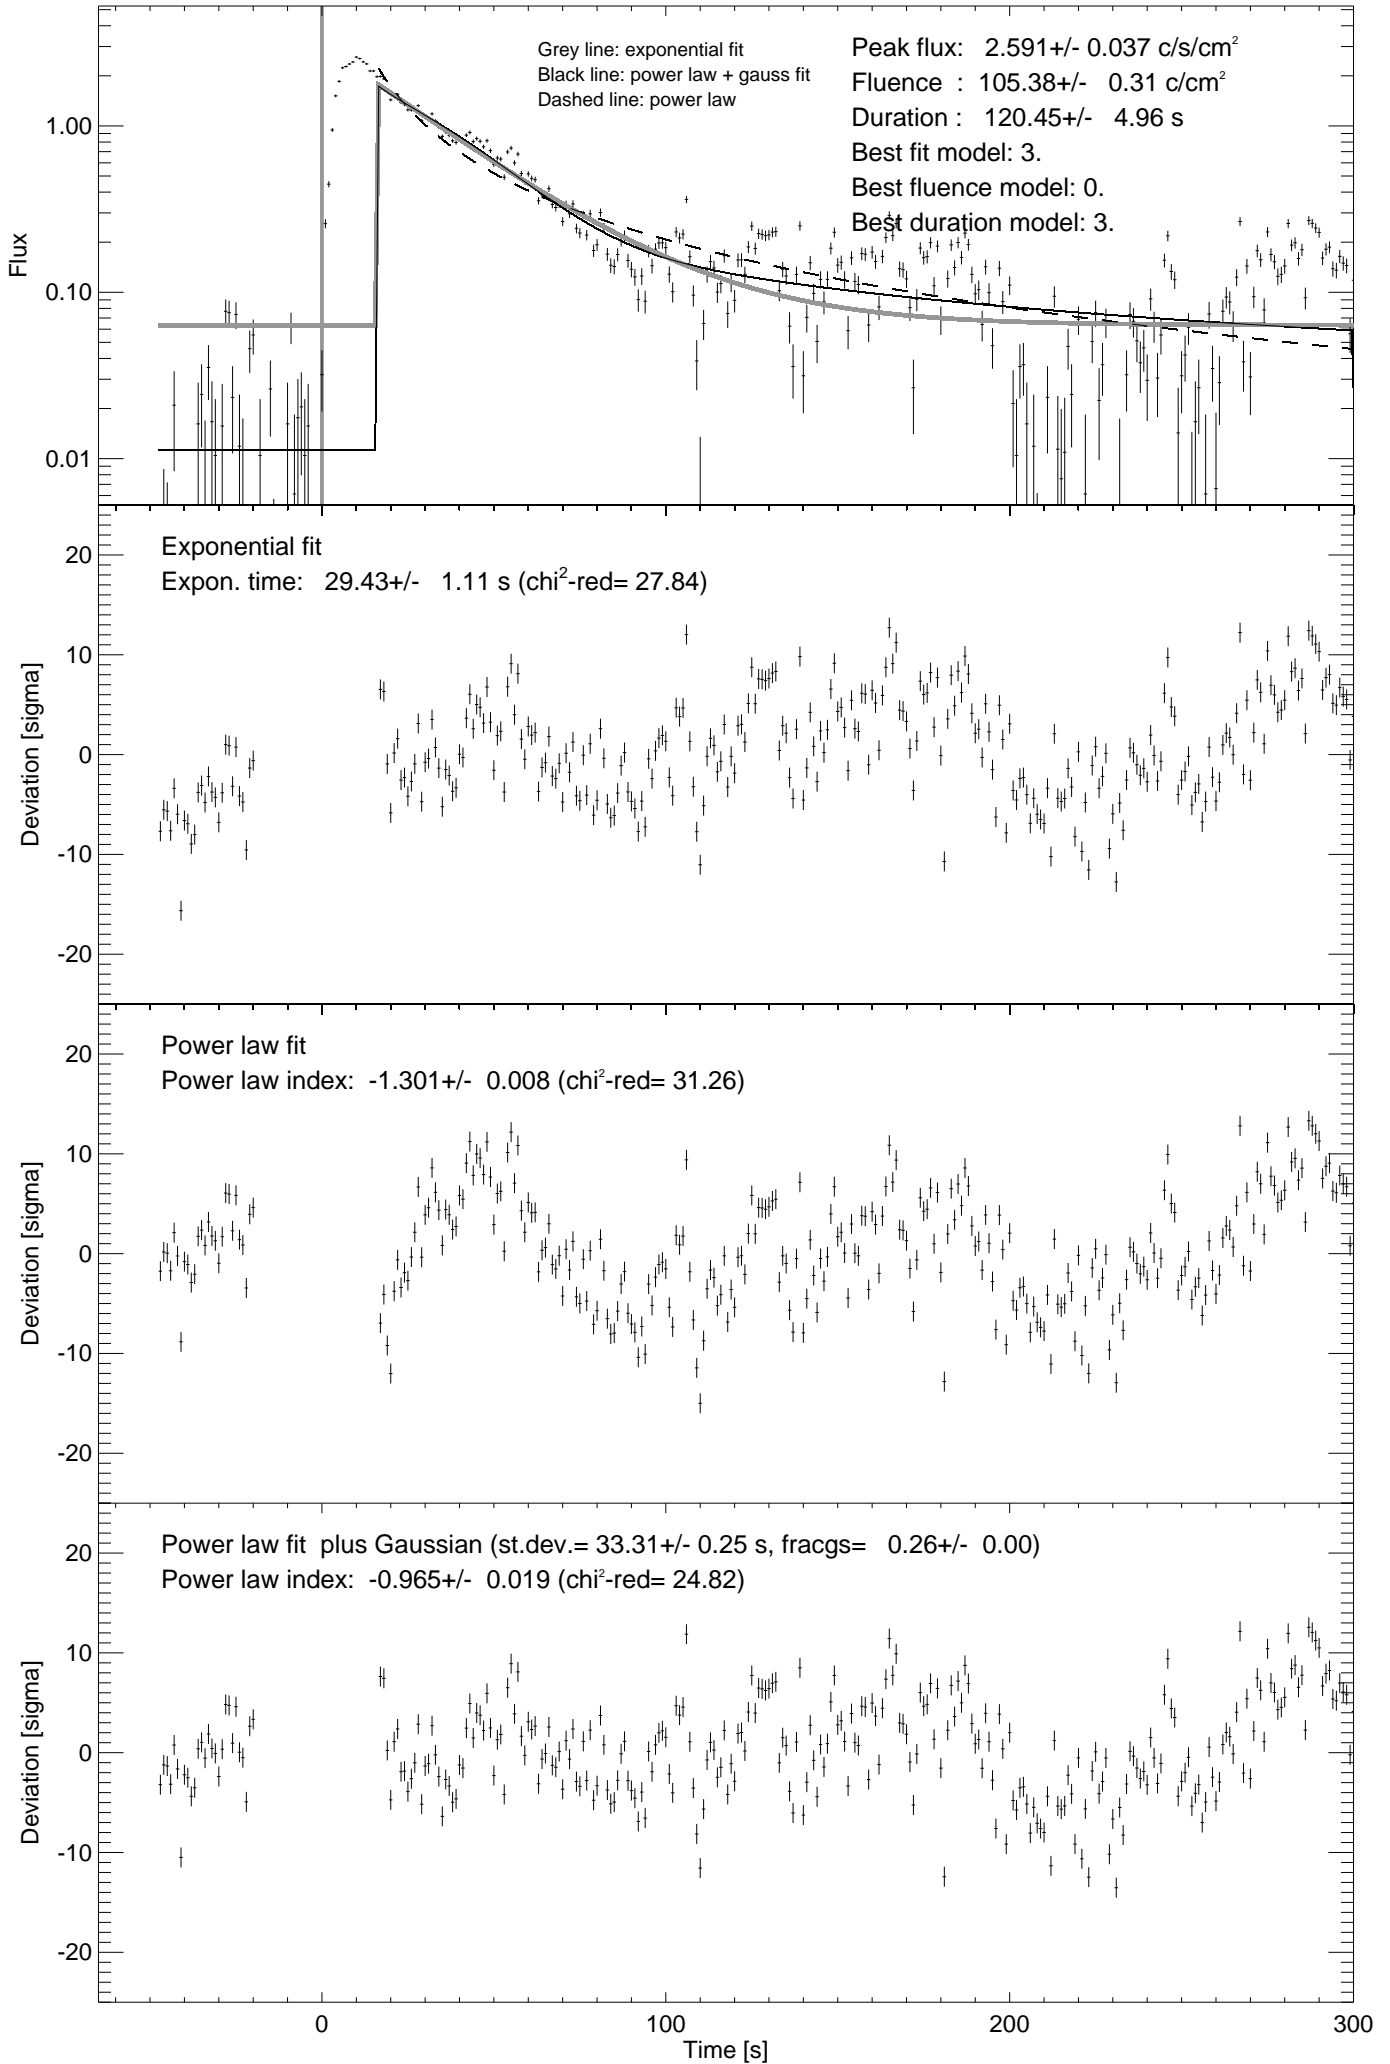 Grey line: exponential fit
Black line: power law + gauss fit
Dashed line: power law
Peak flux: 2.591+/- 0.037 c/s/cm²
Fluence : 105.38+/- 0.31 c/cm²
Duration : 120.45+/- 4.96 s
Best fit model: 3.
Best fluence model: 0.
Best duration model: 3.
Flux
1.00
0.10
0.01
Exponential fit
Expon. time: 29.43+/- 1.11 s (chi²-red= 27.84)
Deviation [sigma]
20
10
0
-10
-20
Power law fit
Power law index: -1.301+/- 0.008 (chi²-red= 31.26)
Deviation [sigma]
20
10
0
-10
-20
Power law fit plus Gaussian (st.dev.= 33.31+/- 0.25 s, fracgs= 0.26+/- 0.00)
Power law index: -0.965+/- 0.019 (chi²-red= 24.82)
Deviation [sigma]
20
10
0
-10
-20
0 100 200 300
Time [s]